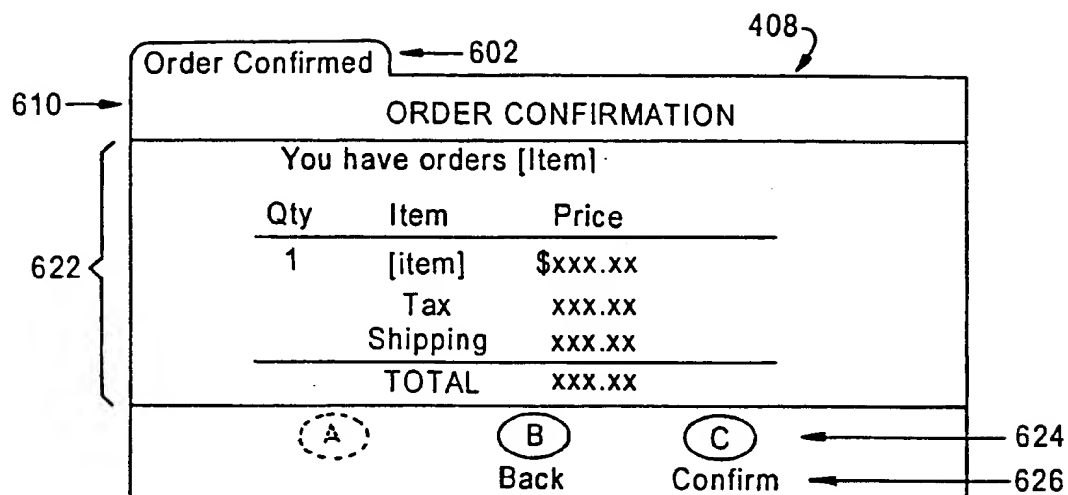 408
Order Confirmed 602
610 ORDER CONFIRMATION
You have orders [Item]
Qty Item Price
1 [item] $xxx.xx
622
Tax xxx.xx
Shipping xxx.xx
TOTAL xxx.xx
A B C 624
Back Confirm 626